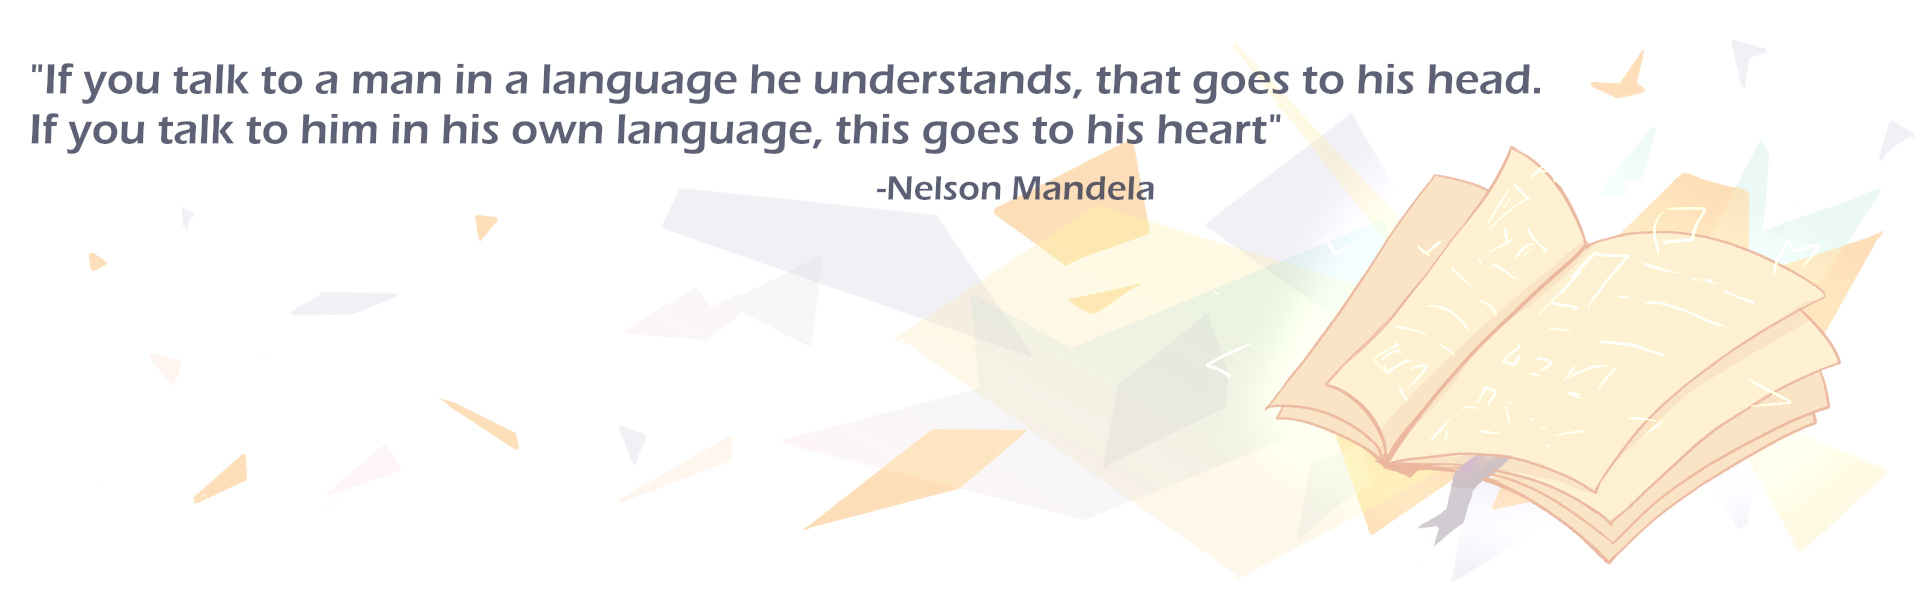 "If you talk to a man in a language he understands, that goes to his head.
If you talk to him in his own language, this goes to his heart"
-Nelson Mandela